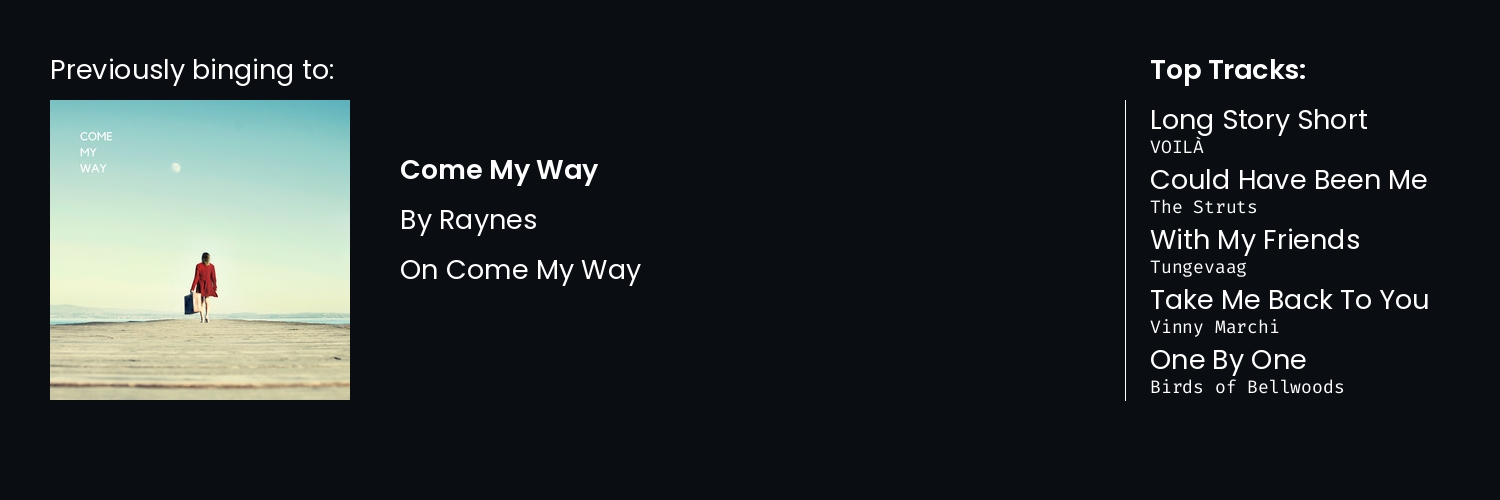 Previously binging to:
COME
MY
WAY
Come My Way
By Raynes
On Come My Way
Top Tracks:
Long Story Short
VOILÀ
Could Have Been Me
The Struts
With My Friends
Tungevaag
Take Me Back To You
Vinny Marchi
One By One
Birds of Bellwoods